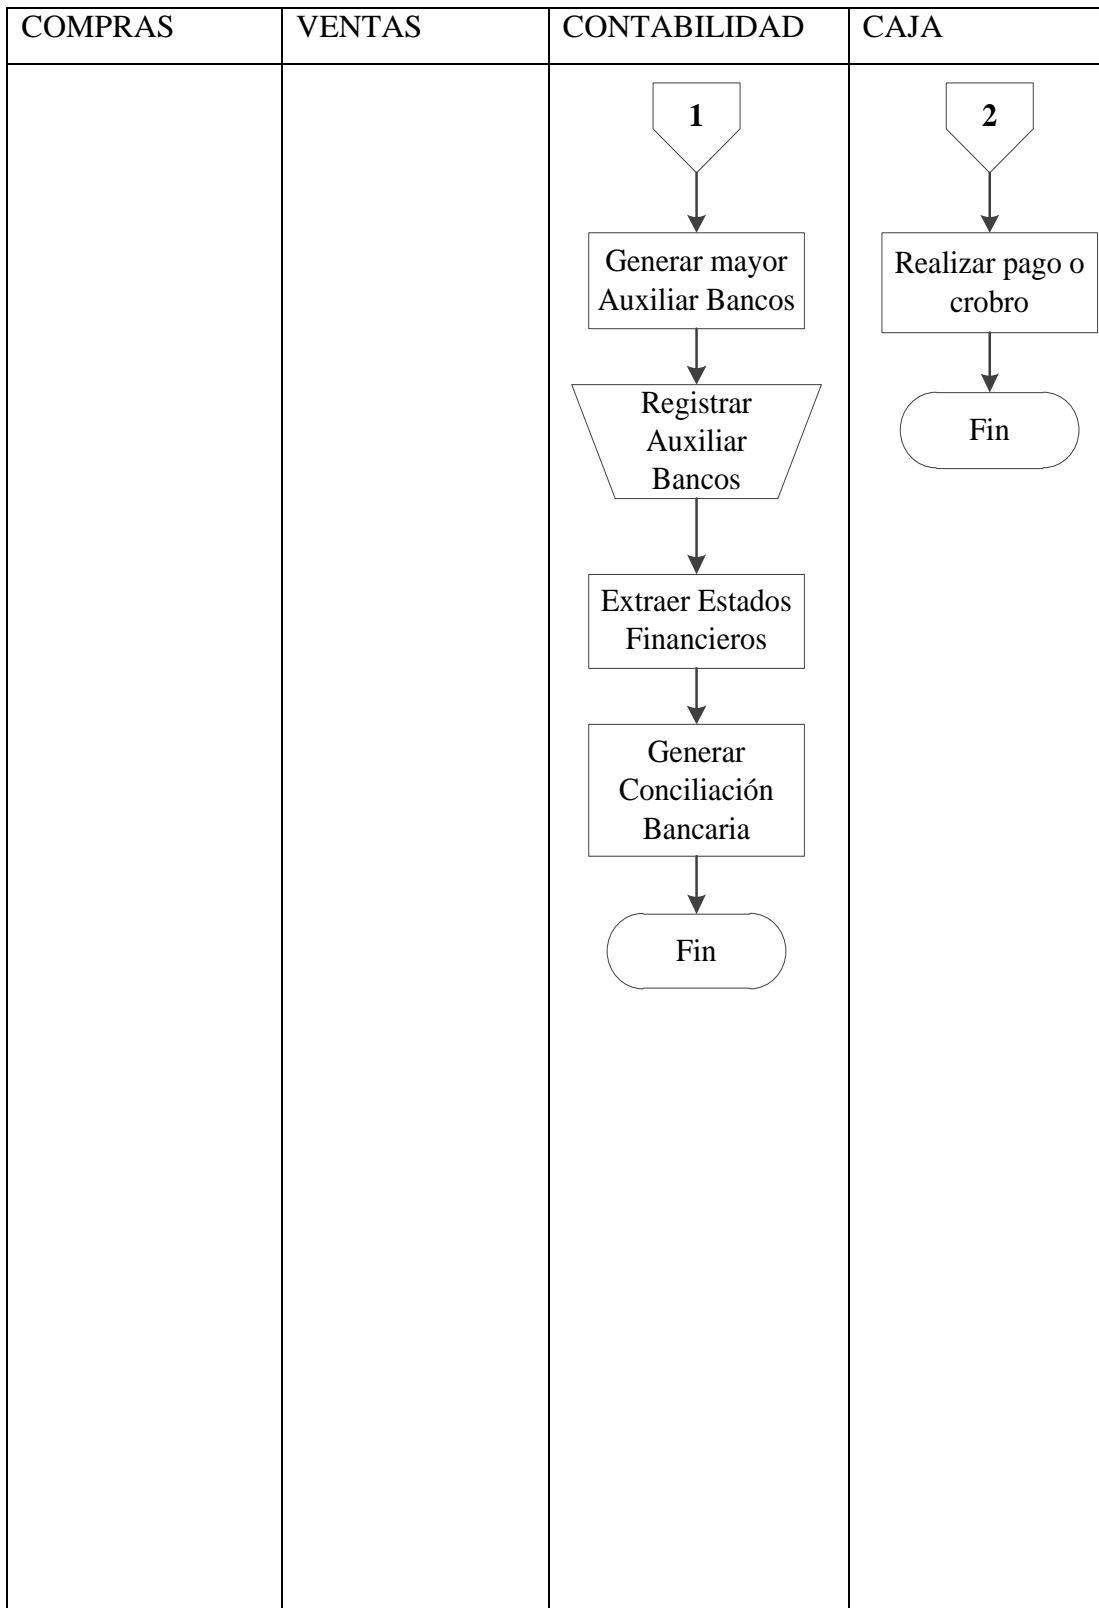 COMPRAS
VENTAS
CONTABILIDAD
CAJA
1
Generar mayor
Auxiliar Bancos
Registrar
Auxiliar
Bancos
Extraer Estados
Financieros
Generar
Conciliación
Bancaria
Fin
2
Realizar pago o
crobro
Fin